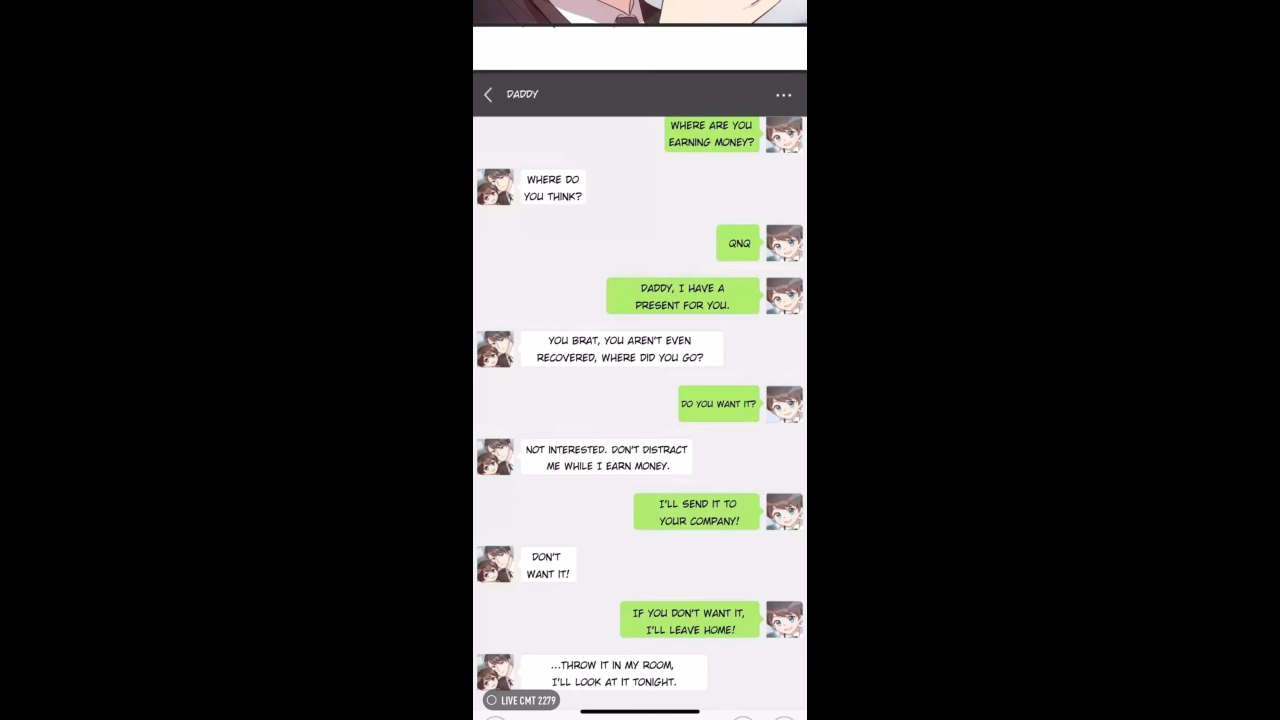 DADDY
WHERE ARE YOU
EARNING MONEY?
WHERE DO
YOU THINK?
QNQ
DADDY, I HAVE A
PRESENT FOR YOU.
YOU BRAT, YOU AREN'T EVEN
RECOVERED, WHERE DID YOU GO?
DO YOU WANT IT?
NOT INTERESTED. DON'T DISTRACT
ME WHILE I EARN MONEY.
I'LL SEND IT TO
YOUR COMPANY!
DON'T
WANT IT!
IF YOU DON'T WANT IT,
I'LL LEAVE HOME!
...THROW IT IN MY ROOM,
I'LL LOOK AT IT TONIGHT.
LIVE CMT 2279